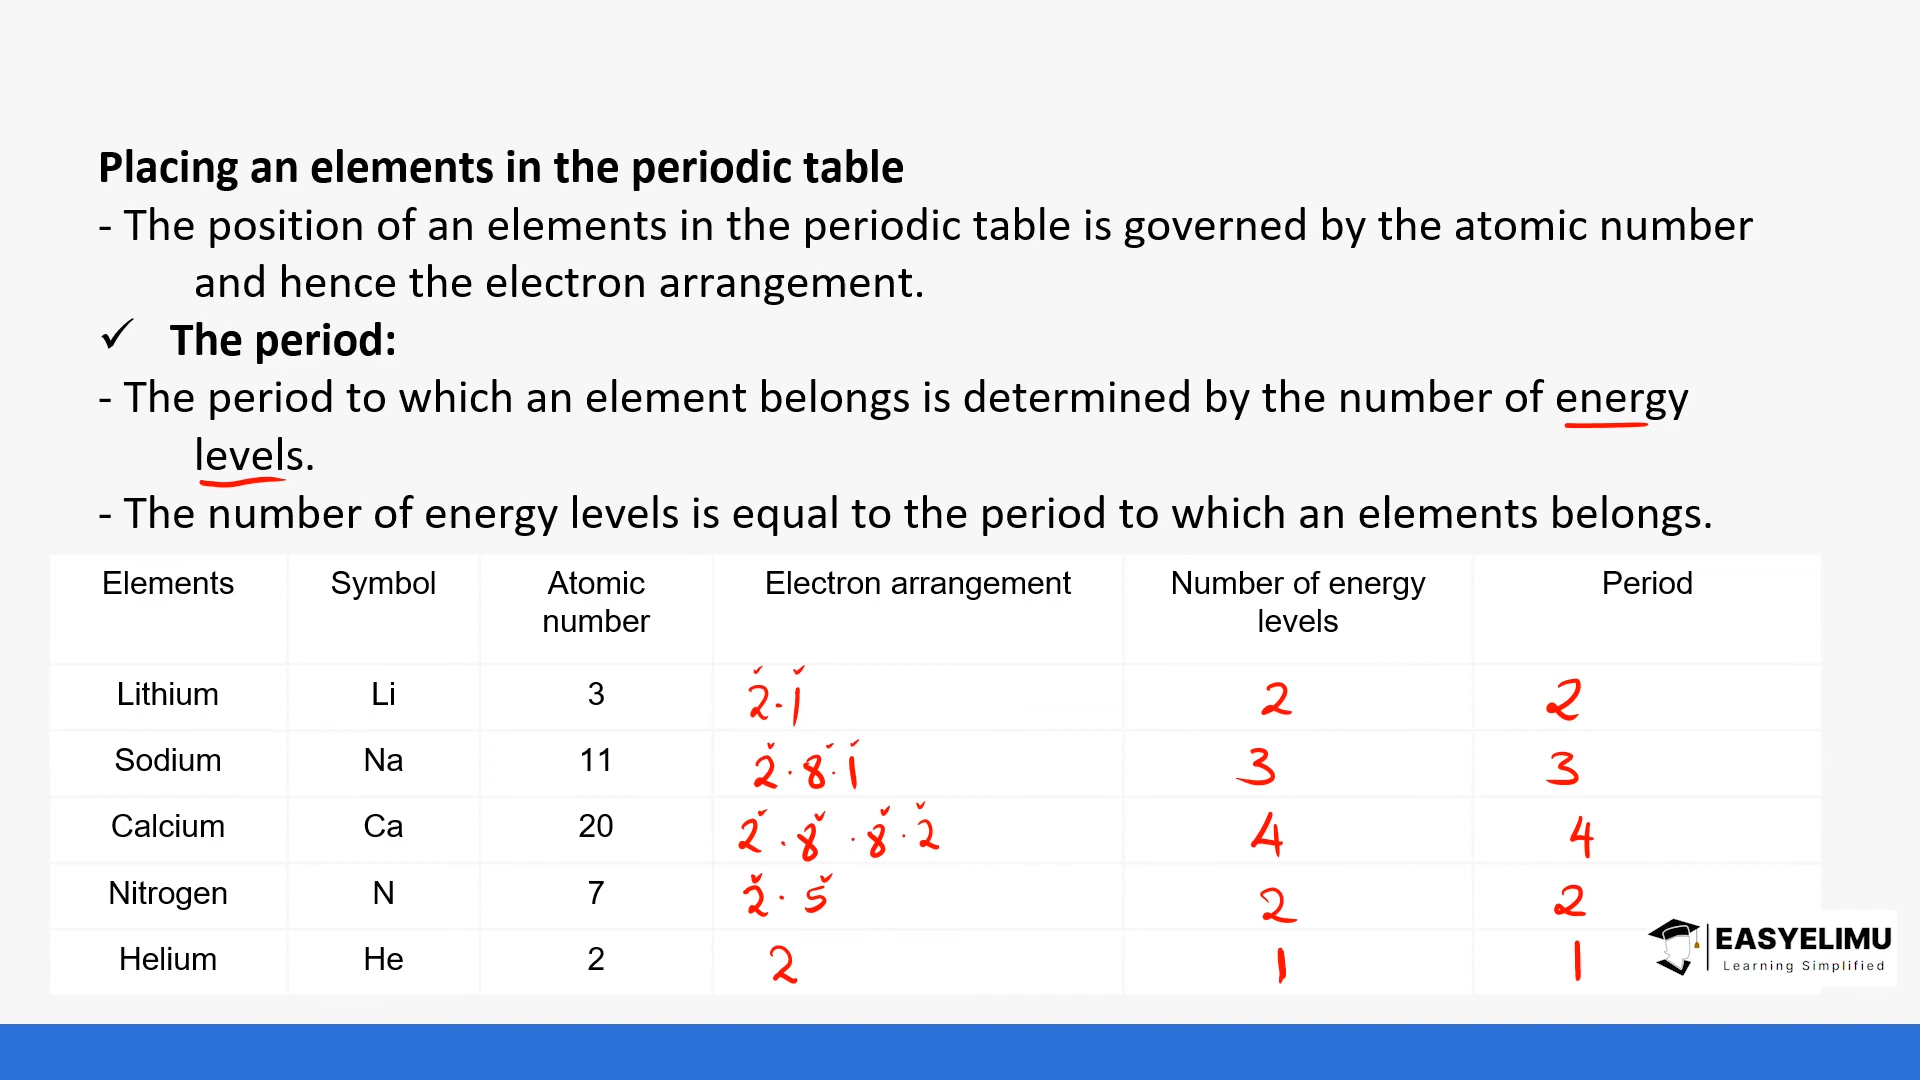 Placing an elements in the periodic table
- The position of an elements in the periodic table is governed by the atomic number
and hence the electron arrangement.
✓ The period:
- The period to which an element belongs is determined by the number of energy
levels.
- The number of energy levels is equal to the period to which an elements belongs.
Elements Symbol Atomic number Electron arrangement Number of energy levels Period
Lithium Li 3 2.1 2 2
Sodium Na 11 2.8.1 3 3
Calcium Ca 20 2.8.8.2 4 4
Nitrogen N 7 2.5 2 2
Helium He 2 2 1 1
EASYELIMU
Learning Simplified